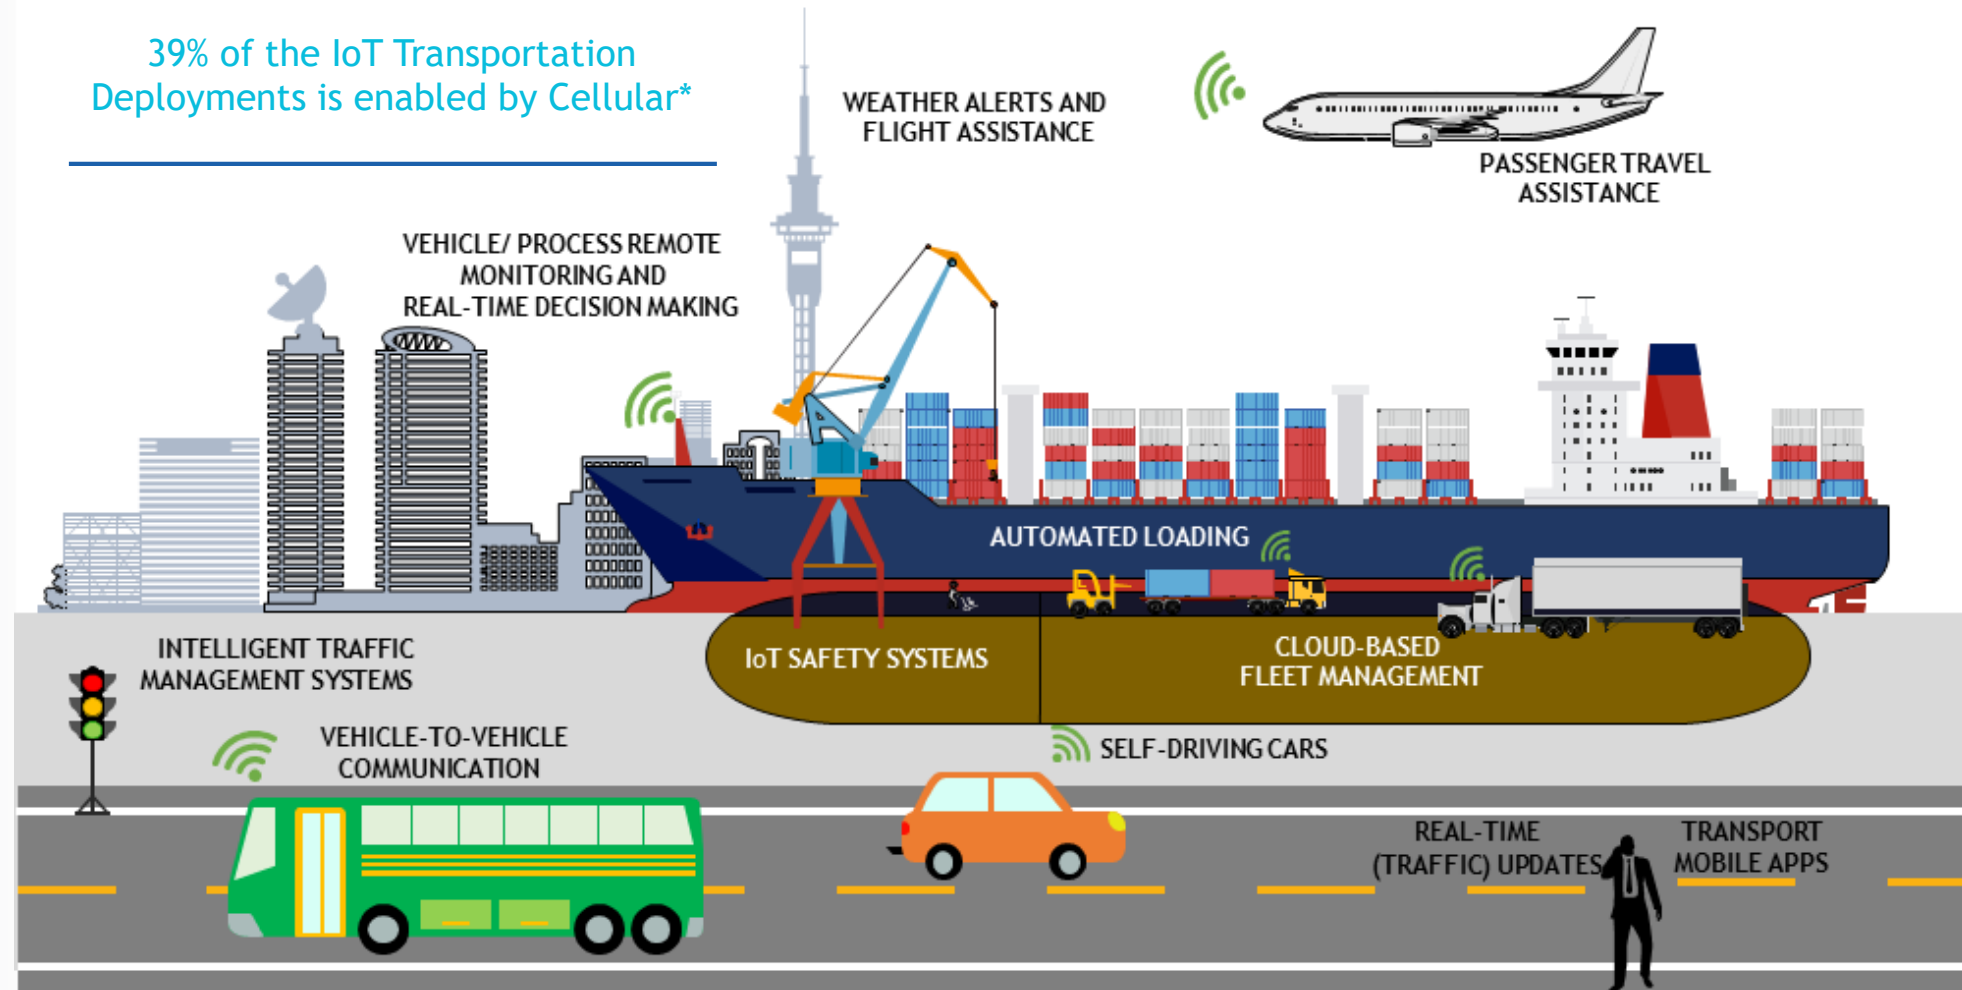 39% of the IoT Transportation
Deployments is enabled by Cellular*
WEATHER ALERTS AND
FLIGHT ASSISTANCE
PASSENGER TRAVEL
ASSISTANCE
VEHICLE/ PROCESS REMOTE
MONITORING AND
REAL-TIME DECISION MAKING
AUTOMATED LOADING
INTELLIGENT TRAFFIC
MANAGEMENT SYSTEMS
IoT SAFETY SYSTEMS
CLOUD-BASED
FLEET MANAGEMENT
VEHICLE-TO-VEHICLE
COMMUNICATION
SELF-DRIVING CARS
REAL-TIME
(TRAFFIC) UPDATES
TRANSPORT
MOBILE APPS